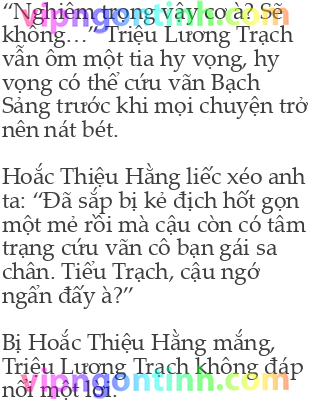 “Nghiêm trọng vậy cơ à? Sẽ
không…” Triệu Lương Trạch
vẫn ôm một tia hy vọng, hy
vọng có thể cứu vãn Bạch
Sảng trước khi mọi chuyện trở
nên nát bét.
Hoắc Thiệu Hằng liếc xéo anh
ta: “Đã sắp bị kẻ địch hốt gọn
một mẻ rồi mà cậu còn có tâm
trạng cứu vãn cô bạn gái sa
chân. Tiểu Trạch, cậu ngớ
ngẩn đấy à?”
Bị Hoắc Thiệu Hằng mắng,
Triệu Lương Trạch không đáp
nổi một lời.
vipngontinh.com
vipngontinh.com